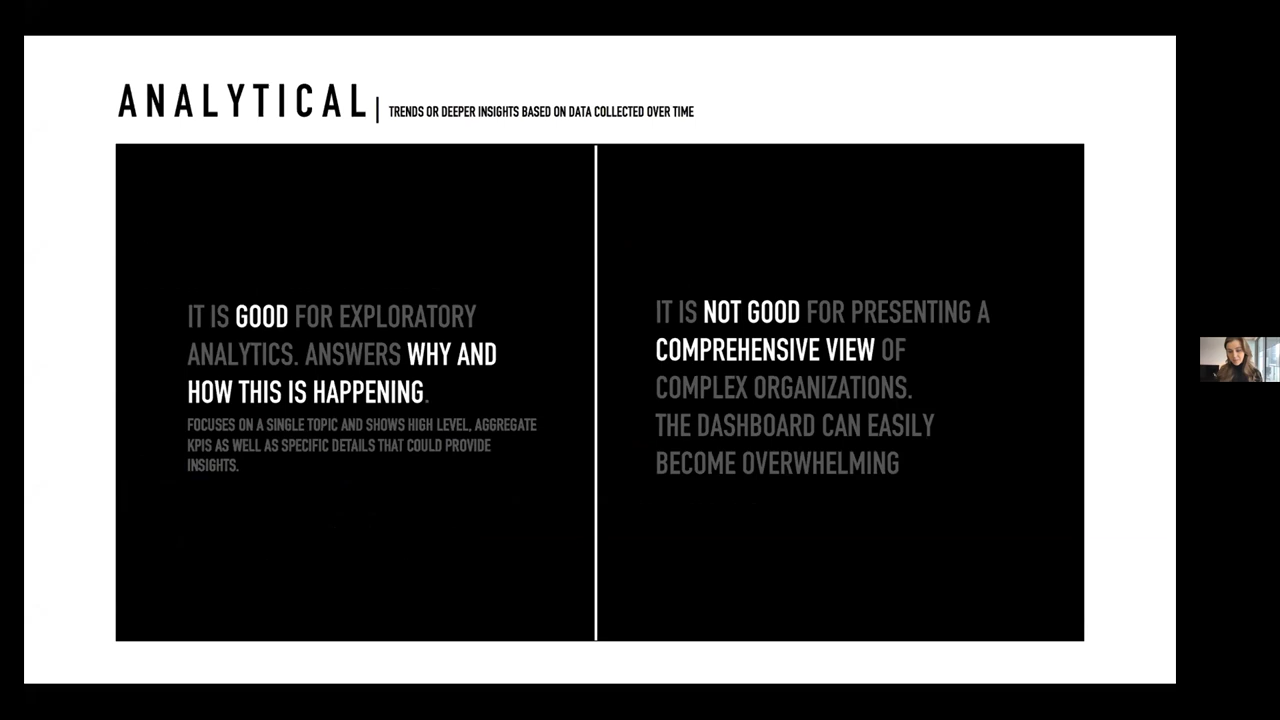 ANALYTICAL | TRENDS OR DEEPER INSIGHTS BASED ON DATA COLLECTED OVER TIME
IT IS GOOD FOR EXPLORATORY
ANALYTICS. ANSWERS WHY AND
HOW THIS IS HAPPENING.
FOCUSES ON A SINGLE TOPIC AND SHOWS HIGH LEVEL, AGGREGATE
KPIS AS WELL AS SPECIFIC DETAILS THAT COULD PROVIDE
INSIGHTS.
IT IS NOT GOOD FOR PRESENTING A
COMPREHENSIVE VIEW OF
COMPLEX ORGANIZATIONS.
THE DASHBOARD CAN EASILY
BECOME OVERWHELMING